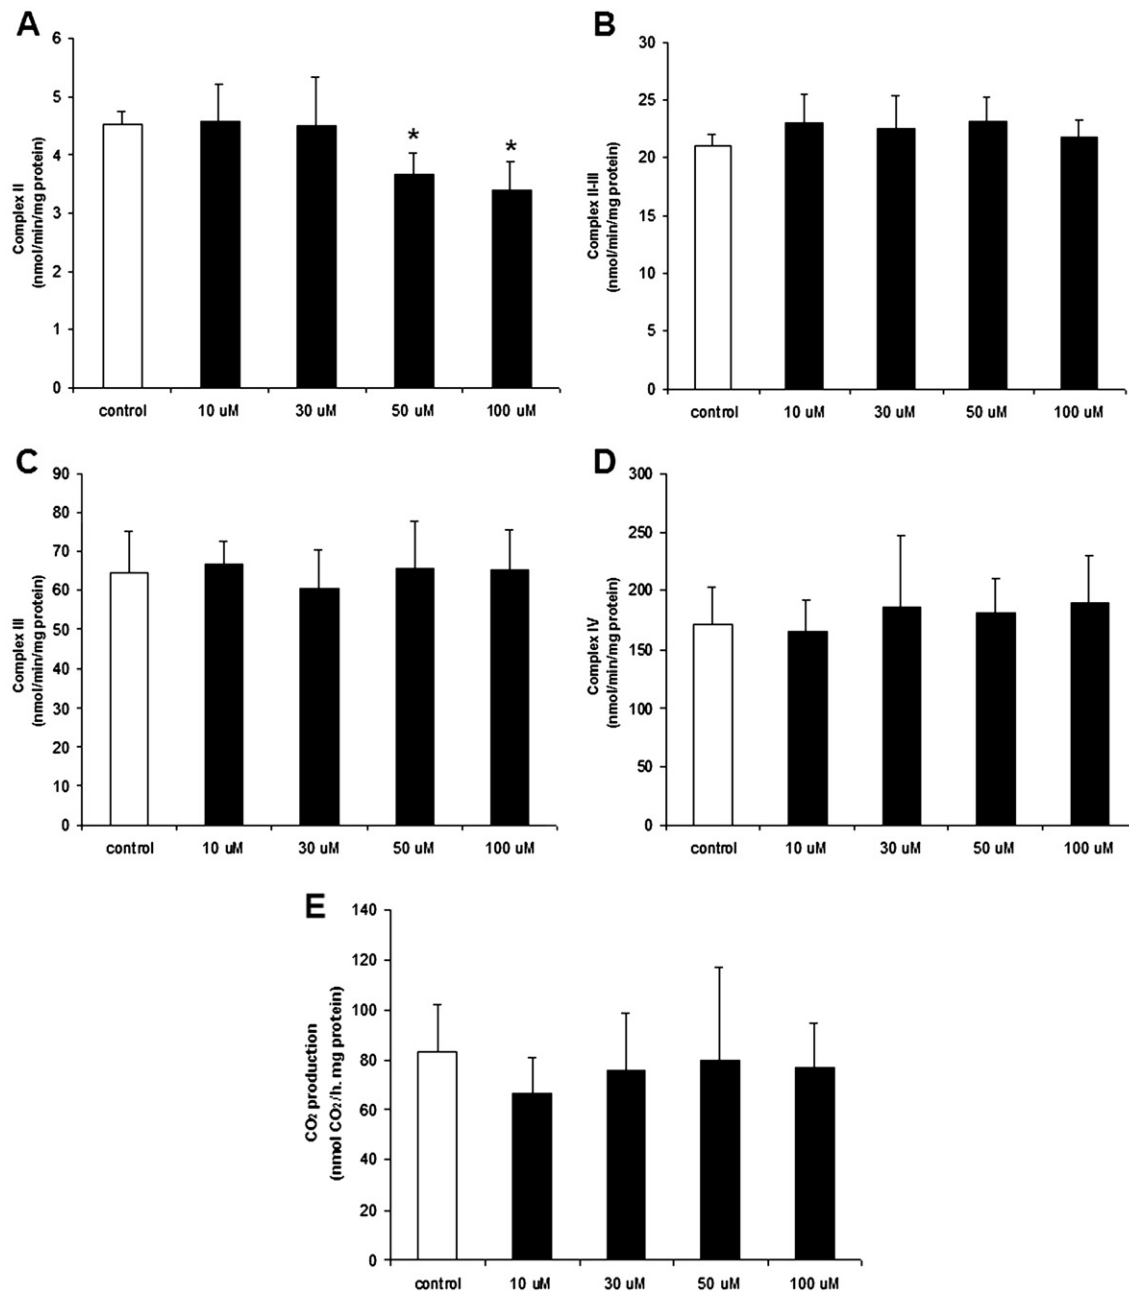 A
6
5
4
3
2
1
0
Complex II
(nmol/min/mg protein)
*
*
control 10 uM 30 uM 50 uM 100 uM
B
30
25
20
15
10
5
0
Complex II-III
(nmol/min/mg protein)
control 10 uM 30 uM 50 uM 100 uM
C
90
80
70
60
50
40
30
20
10
0
Complex III
(nmol/min/mg protein)
control 10 uM 30 uM 50 uM 100 uM
D
300
250
200
150
100
50
0
Complex IV
(nmol/min/mg protein)
control 10 uM 30 uM 50 uM 100 uM
E
140
120
100
80
60
40
20
0
CO₂ production
(nmol CO₂/h. mg protein)
control 10 uM 30 uM 50 uM 100 uM